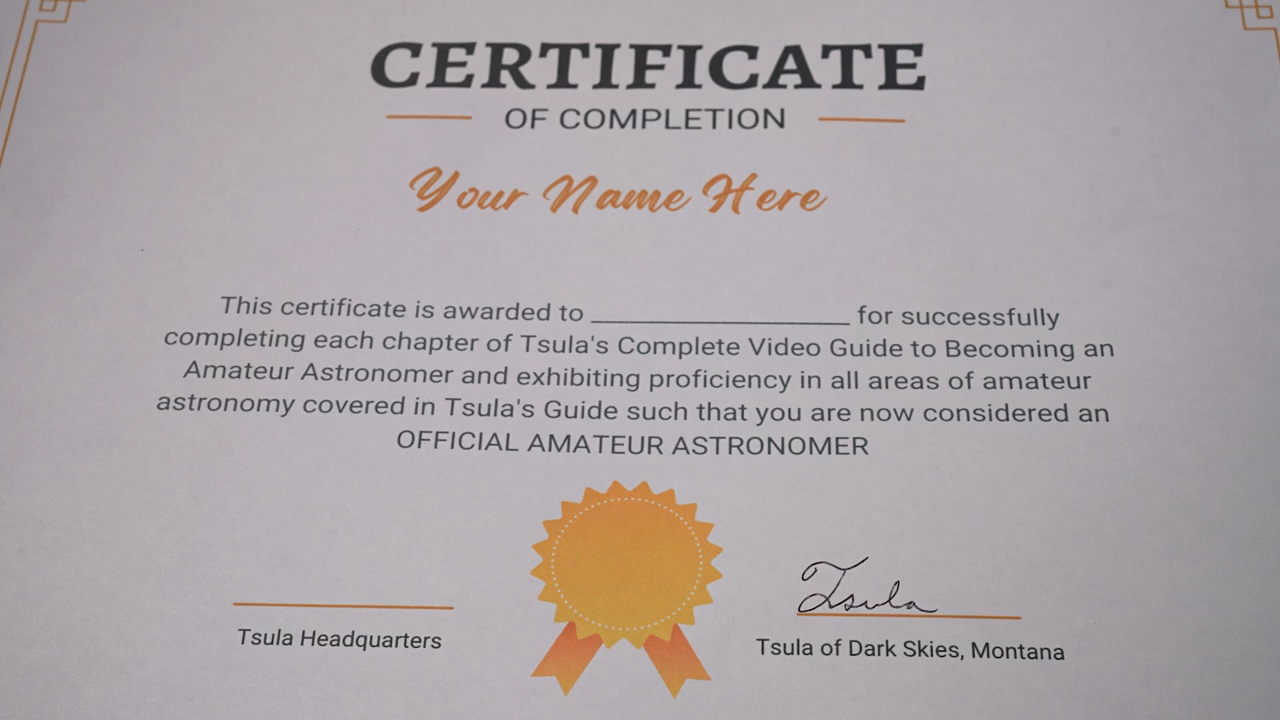 CERTIFICATE
OF COMPLETION
Your Name Here
This certificate is awarded to ____________________ for successfully
completing each chapter of Tsula's Complete Video Guide to Becoming an
Amateur Astronomer and exhibiting proficiency in all areas of amateur
astronomy covered in Tsula's Guide such that you are now considered an
OFFICIAL AMATEUR ASTRONOMER
Tsula
Tsula Headquarters
Tsula of Dark Skies, Montana